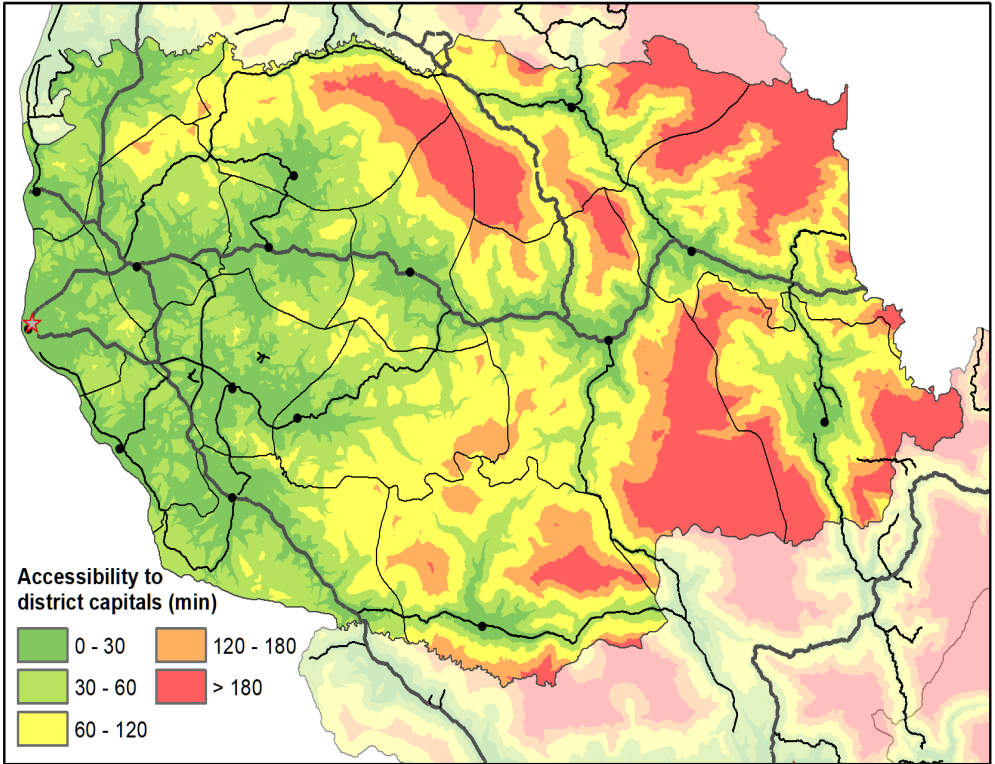 Accessibility to
district capitals (min)
0 - 30
120 - 180
30 - 60
> 180
60 - 120